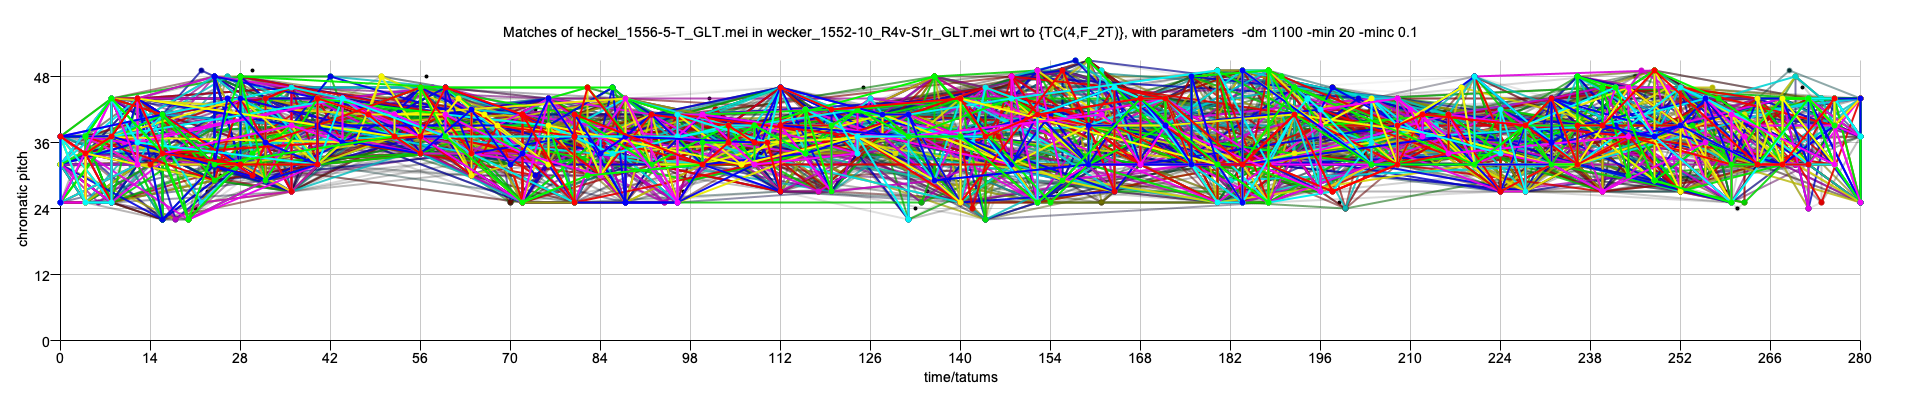 Matches of heckel_1556-5-T_GLT.mei in wecker_1552-10_R4v-S1r_GLT.mei wrt to {TC(4,F_2T)}, with parameters  -dm 1100 -min 20 -minc 0.1
chromatic pitch
48
36
24
12
0
0 14 28 42 56 70 84 98 112 126 140 154 168 182 196 210 224 238 252 266 280
time/tatums